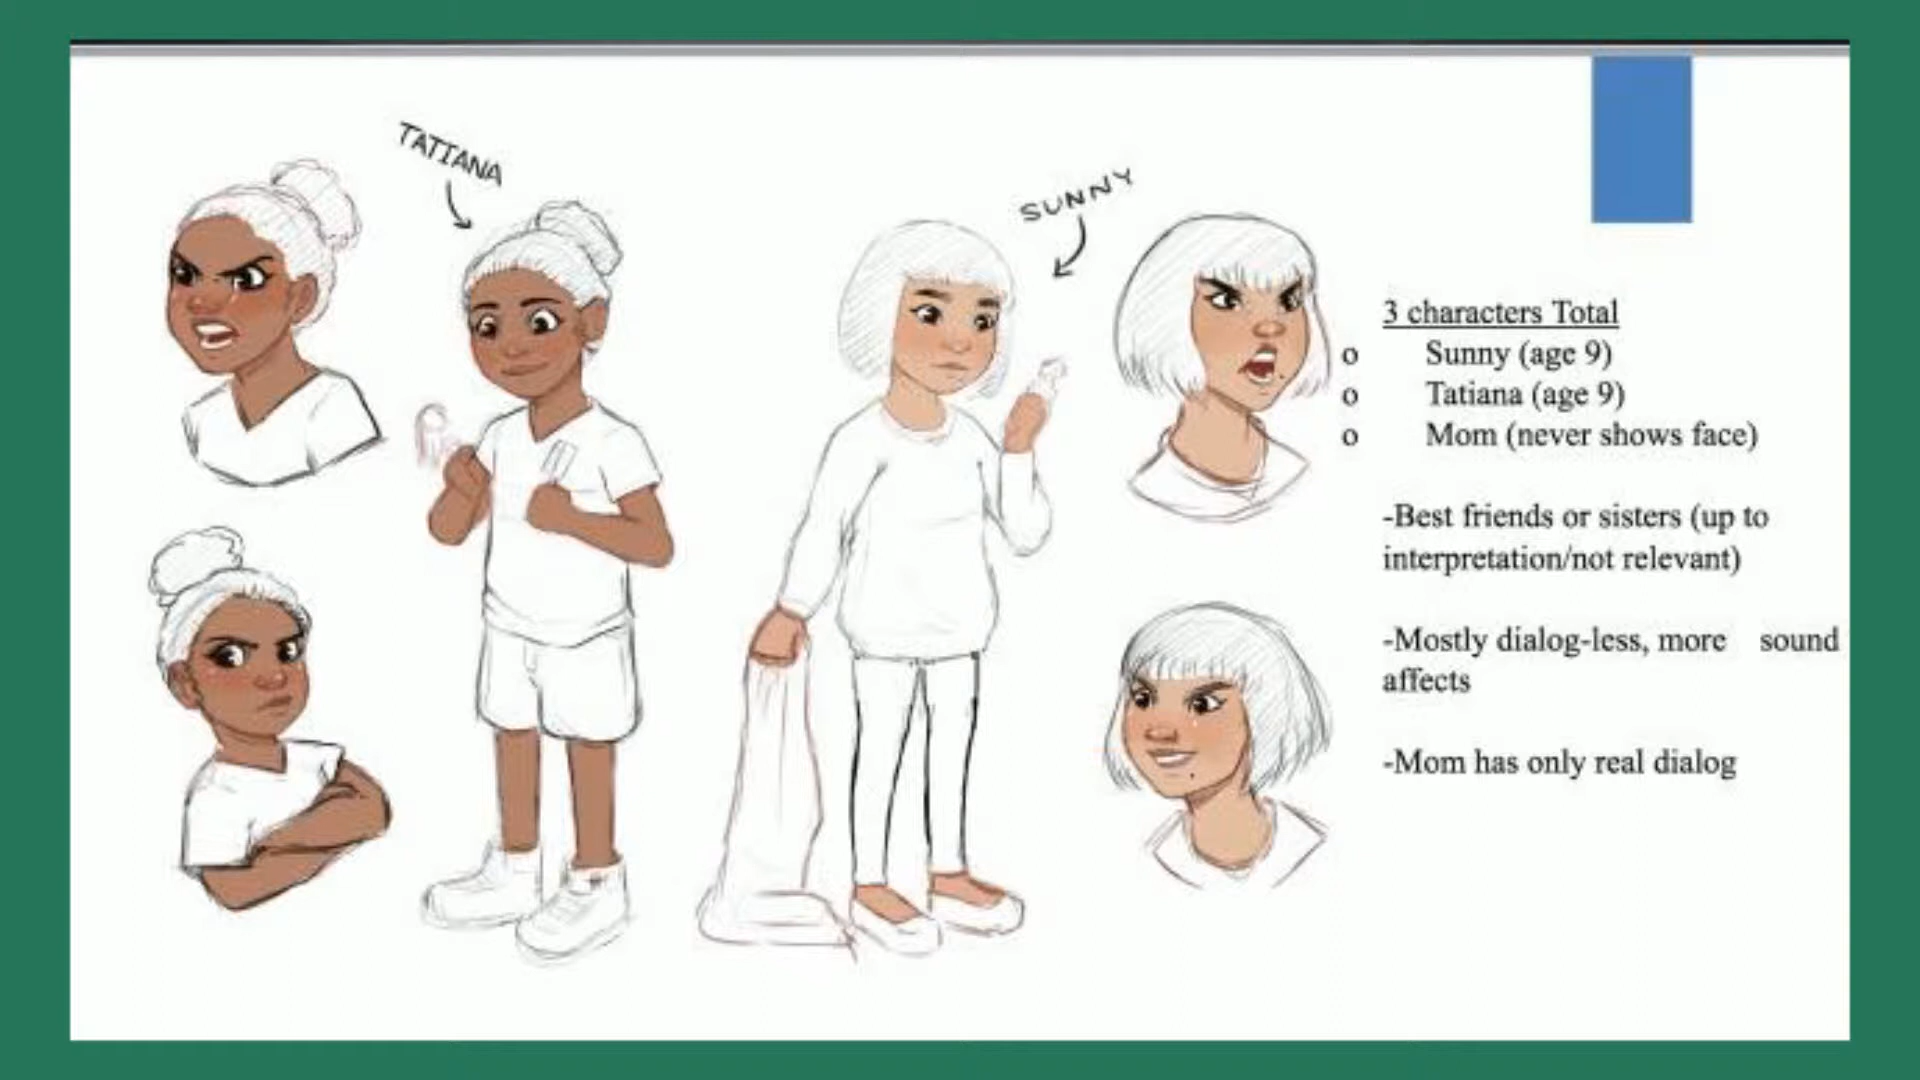 TATIANA
SUNNY
3 characters Total
o Sunny (age 9)
o Tatiana (age 9)
o Mom (never shows face)
-Best friends or sisters (up to
interpretation/not relevant)
-Mostly dialog-less, more sound
affects
-Mom has only real dialog